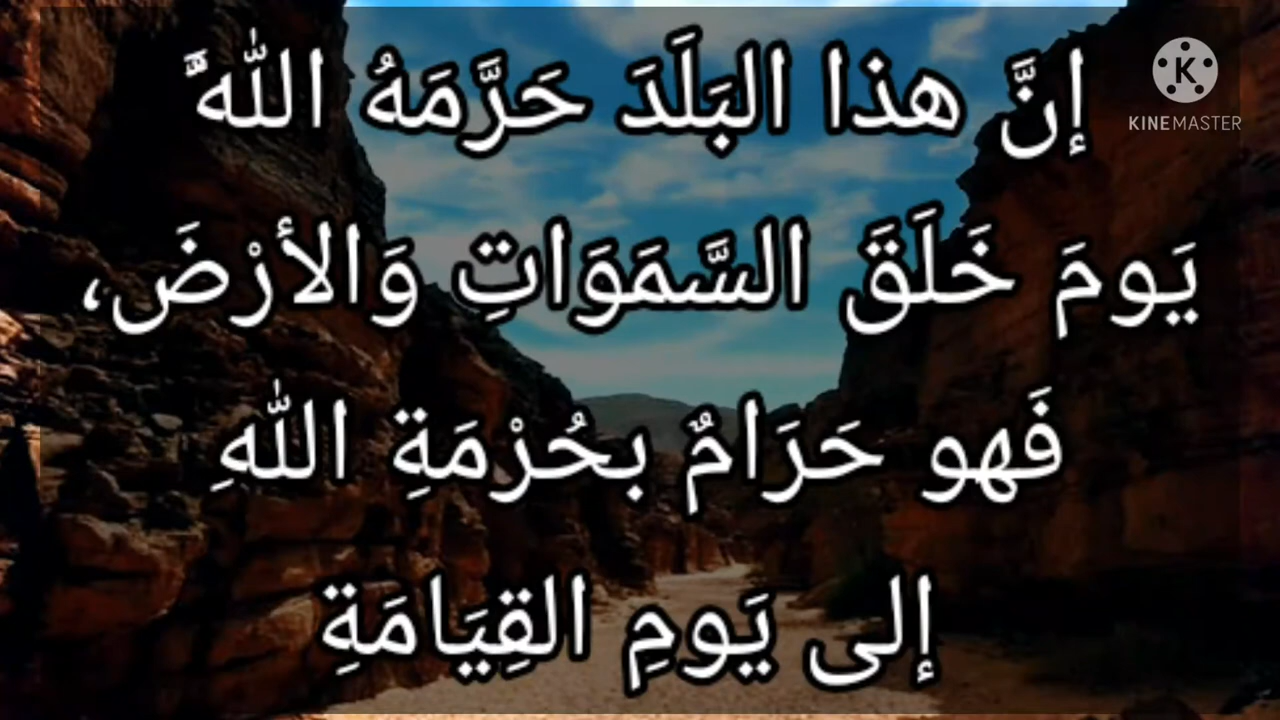 إنَّ هذا البَلَدَ حَرَّمَهُ اللَّهُ
يَومَ خَلَقَ السَّمَوَاتِ وَالأرْضَ،
فَهو حَرَامٌ بحُرْمَةِ اللَّهِ
إلى يَومِ القِيَامَةِ
K
KINEMASTER